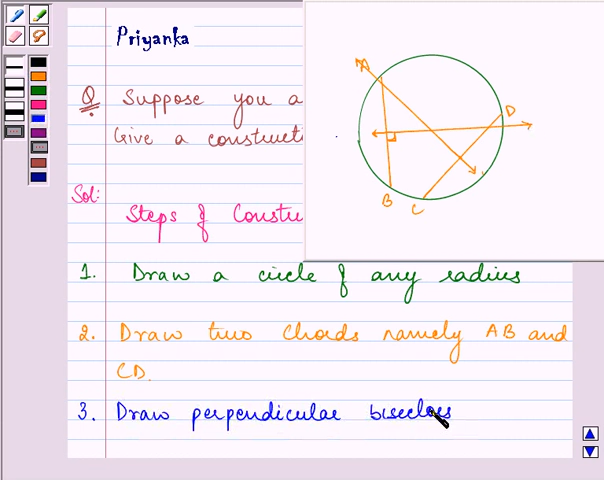 Priyanka
Q Suppose you a
Give a constructi
Sol:
Steps of Constru
1. Draw a circle of any radius
2. Draw two chords namely AB and
CD.
3. Draw perpendicular bisectors
A
D
B
C